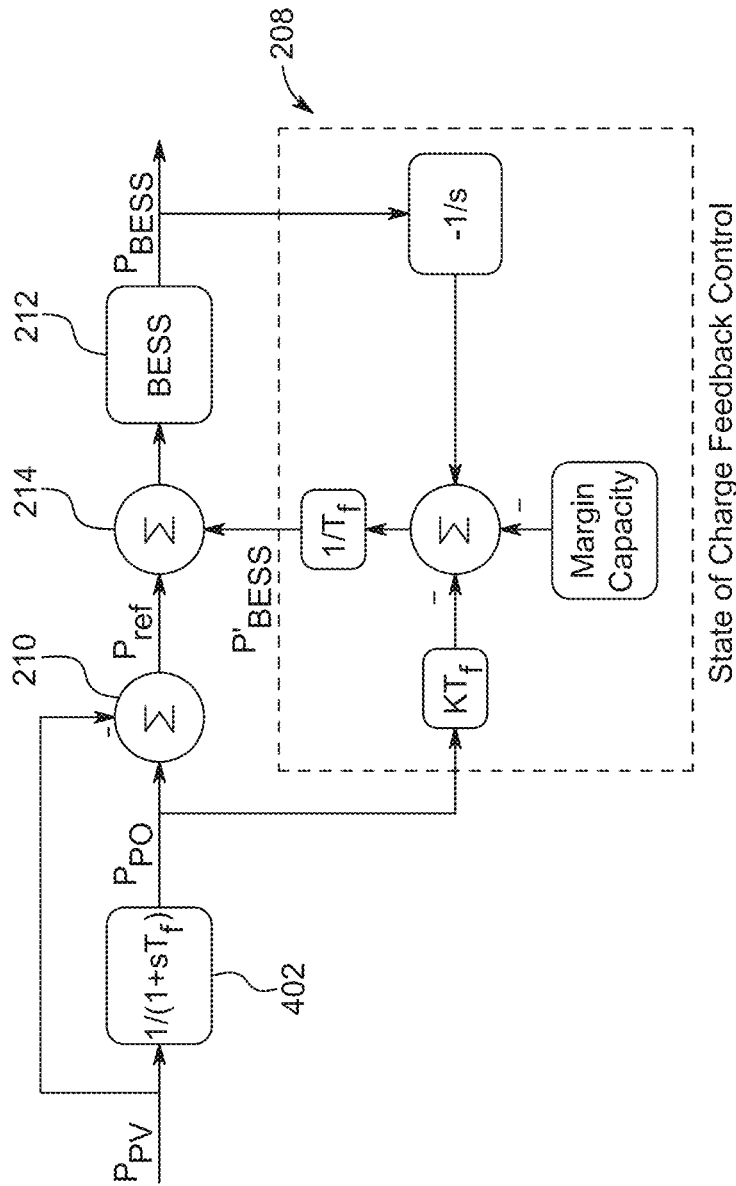 208
212
214
210
P_PV
1/(1+sT_f)
402
P_PO
-
Σ
P_ref
Σ
BESS
P_BESS
P'_BESS
1/T_f
KT_f
-
Σ
-
Margin
Capacity
-1/s
State of Charge Feedback Control